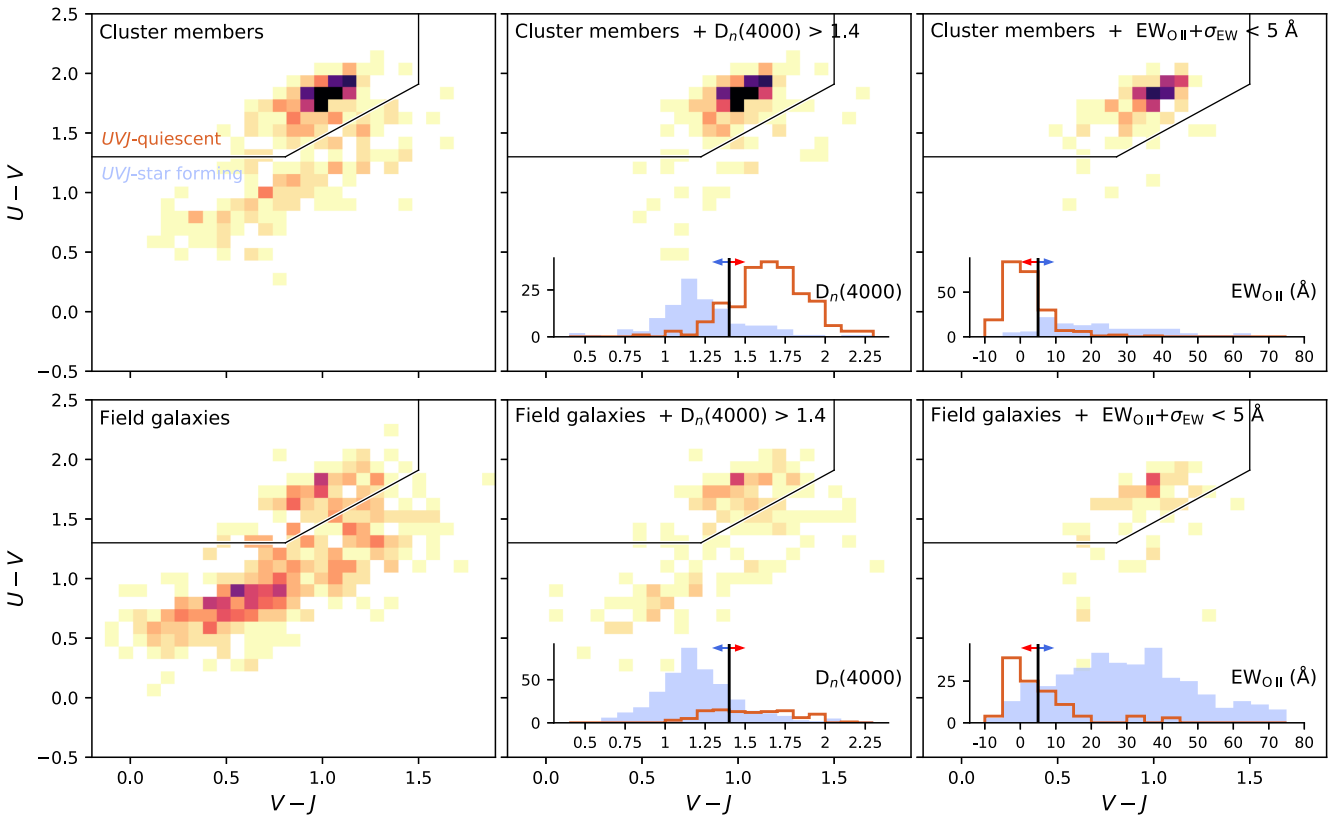 Cluster members
UVJ-quiescent
UVJ-star forming
U − V
2.5
2.0
1.5
1.0
0.5
0.0
−0.5
Cluster members + Dₙ(4000) > 1.4
Dₙ(4000)
25
0
0.5 0.75 1 1.25 1.5 1.75 2 2.25
Cluster members + EW_OII+σ_EW < 5 Å
EW_OII (Å)
50
0
-10 0 10 20 30 40 50 60 70 80
Field galaxies
U − V
2.5
2.0
1.5
1.0
0.5
0.0
−0.5
0.0 0.5 1.0 1.5
V − J
Field galaxies + Dₙ(4000) > 1.4
Dₙ(4000)
50
0
0.5 0.75 1 1.25 1.5 1.75 2 2.25
0.0 0.5 1.0 1.5
V − J
Field galaxies + EW_OII+σ_EW < 5 Å
EW_OII (Å)
25
0
-10 0 10 20 30 40 50 60 70 80
0.0 0.5 1.0 1.5
V − J